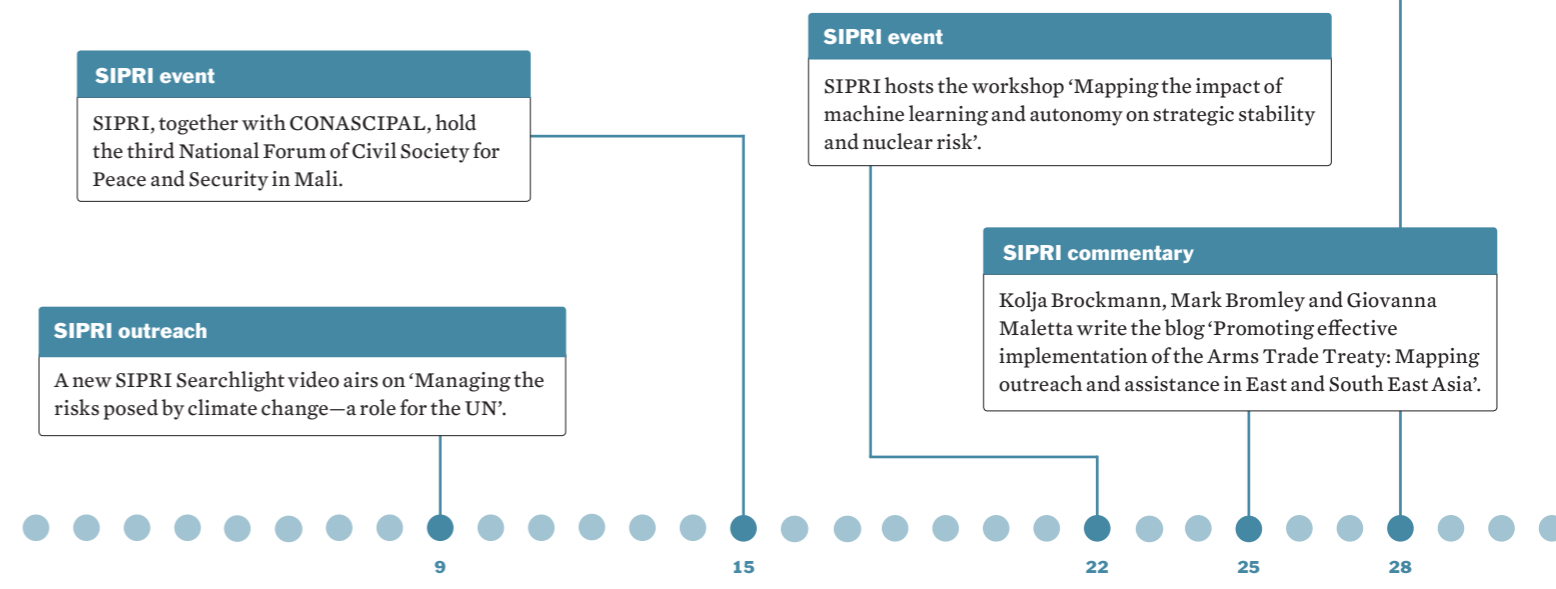 SIPRI event
SIPRI, together with CONASCIPAL, hold
the third National Forum of Civil Society for
Peace and Security in Mali.
SIPRI event
SIPRI hosts the workshop ‘Mapping the impact of
machine learning and autonomy on strategic stability
and nuclear risk’.
SIPRI commentary
Kolja Brockmann, Mark Bromley and Giovanna
Maletta write the blog ‘Promoting effective
implementation of the Arms Trade Treaty: Mapping
outreach and assistance in East and South East Asia’.
SIPRI outreach
A new SIPRI Searchlight video airs on ‘Managing the
risks posed by climate change—a role for the UN’.
9
15
22
25
28